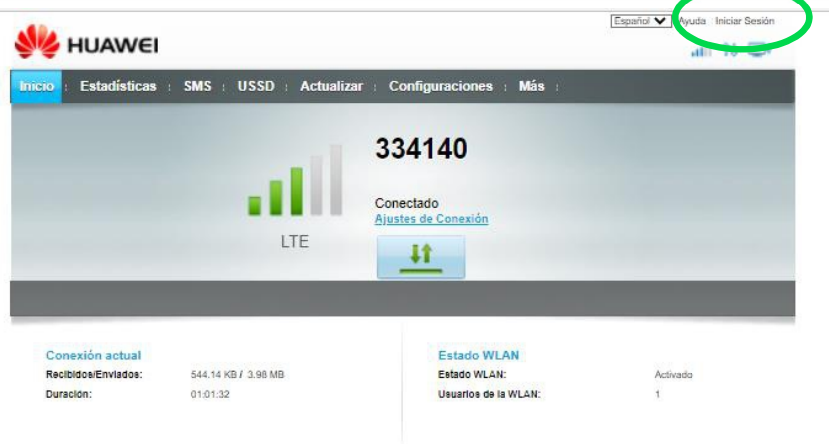 Español Ayuda Iniciar Sesión
HUAWEI
Inicio : Estadísticas : SMS : USSD : Actualizar : Configuraciones : Más :
334140
Conectado
Ajustes de Conexión
LTE
Conexión actual
Recibidos/Enviados: 544.14 KB / 3.98 MB
Duración: 01:01:32
Estado WLAN
Estado WLAN: Activado
Usuarios de la WLAN: 1